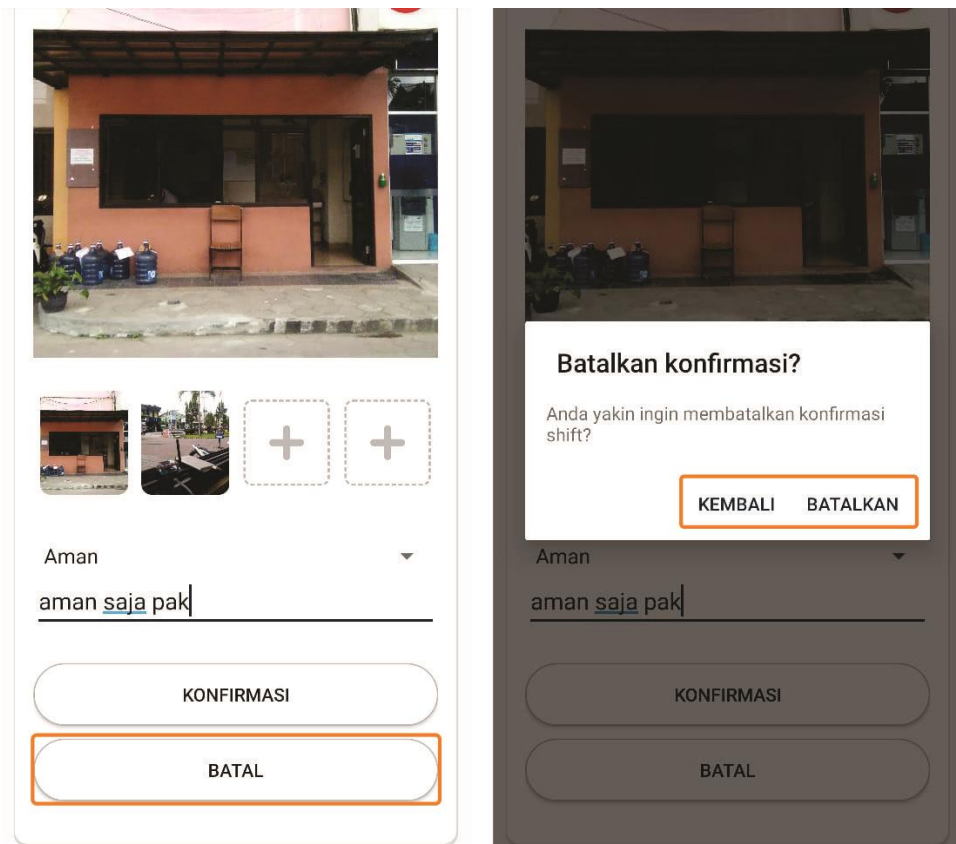 Aman
aman saja pak
KONFIRMASI
BATAL
Batalkan konfirmasi?
Anda yakin ingin membatalkan konfirmasi
shift?
KEMBALI BATALKAN
Aman
aman saja pak
KONFIRMASI
BATAL